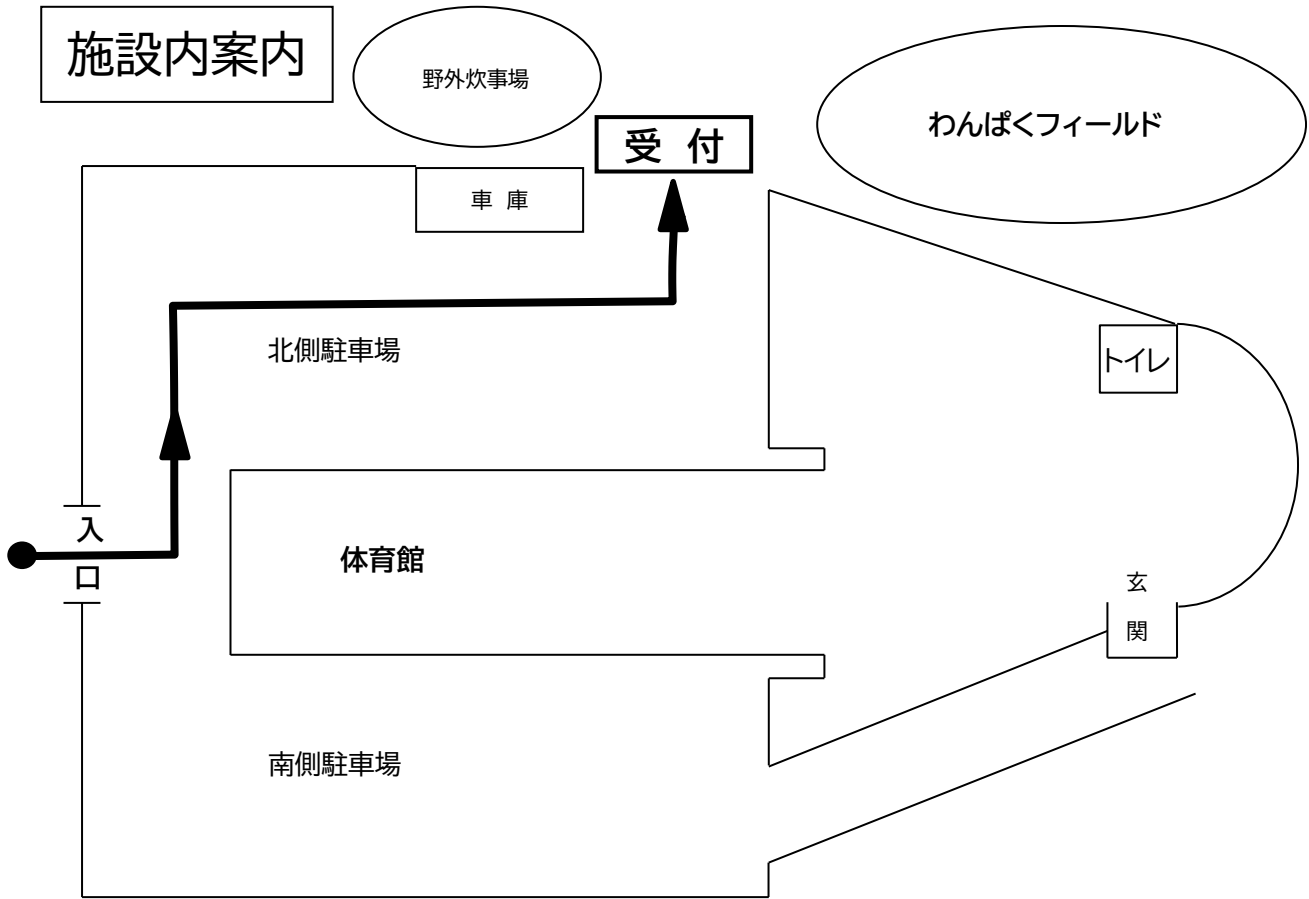 施設内案内
野外炊事場
受 付
わんぱくフィールド
車 庫
北側駐車場
トイレ
入
口
体育館
玄
関
南側駐車場